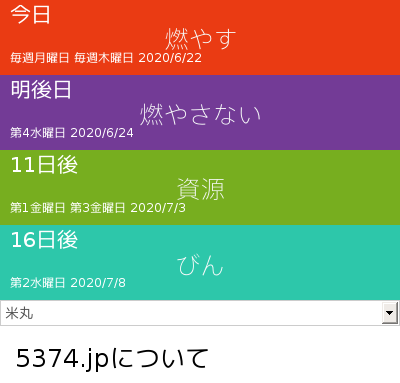 今日
燃やす
毎週月曜日 毎週木曜日 2020/6/22
明後日
燃やさない
第4水曜日 2020/6/24
11日後
資源
第1金曜日 第3金曜日 2020/7/3
16日後
びん
第2水曜日 2020/7/8
米丸
5374.jpについて